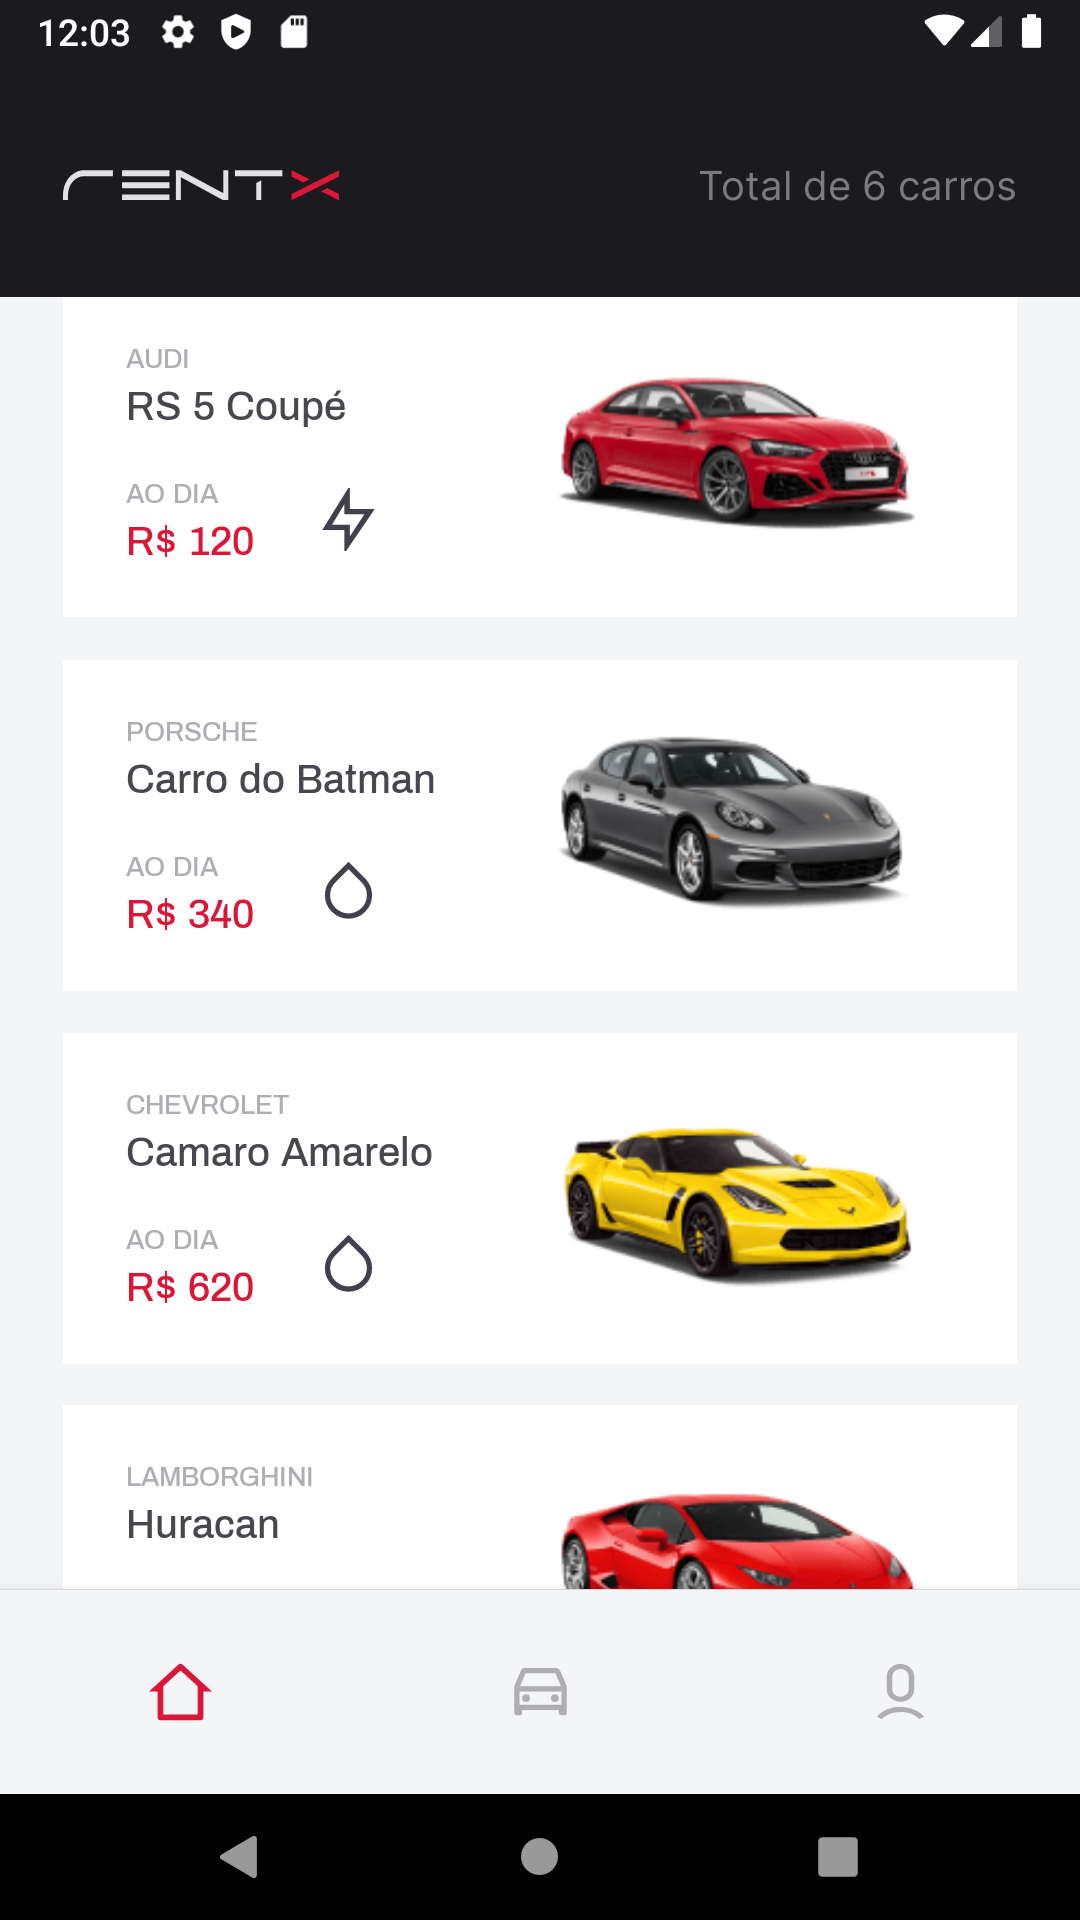 12:03
RENTX
Total de 6 carros
AUDI
RS 5 Coupé
AO DIA
R$ 120
PORSCHE
Carro do Batman
AO DIA
R$ 340
CHEVROLET
Camaro Amarelo
AO DIA
R$ 620
LAMBORGHINI
Huracan